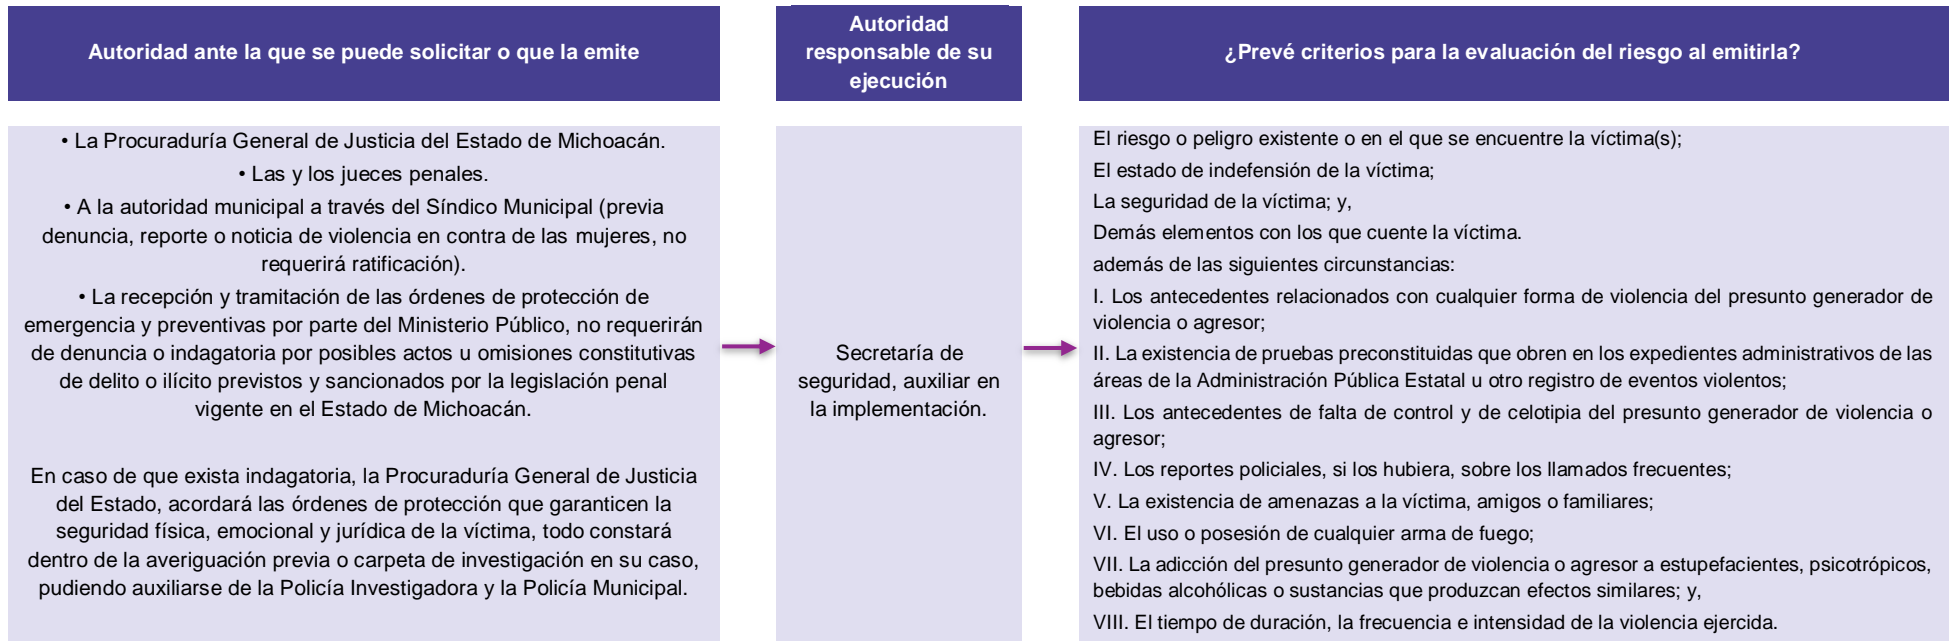 Autoridad ante la que se puede solicitar o que la emite
Autoridad
responsable de su
ejecución
¿Prevé criterios para la evaluación del riesgo al emitirla?
• La Procuraduría General de Justicia del Estado de Michoacán.
• Las y los jueces penales.
• A la autoridad municipal a través del Síndico Municipal (previa
denuncia, reporte o noticia de violencia en contra de las mujeres, no
requerirá ratificación).
• La recepción y tramitación de las órdenes de protección de
emergencia y preventivas por parte del Ministerio Público, no requerirán
de denuncia o indagatoria por posibles actos u omisiones constitutivas
de delito o ilícito previstos y sancionados por la legislación penal
vigente en el Estado de Michoacán.
En caso de que exista indagatoria, la Procuraduría General de Justicia
del Estado, acordará las órdenes de protección que garanticen la
seguridad física, emocional y jurídica de la víctima, todo constará
dentro de la averiguación previa o carpeta de investigación en su caso,
pudiendo auxiliarse de la Policía Investigadora y la Policía Municipal.
Secretaría de
seguridad, auxiliar en
la implementación.
El riesgo o peligro existente o en el que se encuentre la víctima(s);
El estado de indefensión de la víctima;
La seguridad de la víctima; y,
Demás elementos con los que cuente la víctima.
además de las siguientes circunstancias:
I. Los antecedentes relacionados con cualquier forma de violencia del presunto generador de
violencia o agresor;
II. La existencia de pruebas preconstituidas que obren en los expedientes administrativos de las
áreas de la Administración Pública Estatal u otro registro de eventos violentos;
III. Los antecedentes de falta de control y de celotipia del presunto generador de violencia o
agresor;
IV. Los reportes policiales, si los hubiera, sobre los llamados frecuentes;
V. La existencia de amenazas a la víctima, amigos o familiares;
VI. El uso o posesión de cualquier arma de fuego;
VII. La adicción del presunto generador de violencia o agresor a estupefacientes, psicotrópicos,
bebidas alcohólicas o sustancias que produzcan efectos similares; y,
VIII. El tiempo de duración, la frecuencia e intensidad de la violencia ejercida.